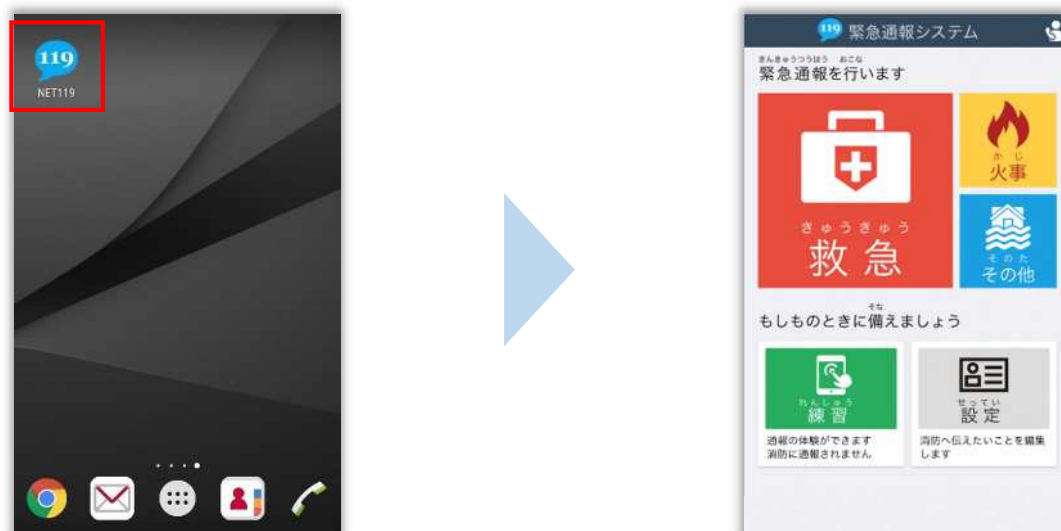 119
NET119
119 緊急通報システム
きんきゅうつうほう おこな
緊急通報を行います
きゅうきゅう
救急
かじ
火事
そのた
その他
そな
もしものときに備えましょう
れんしゅう
練習
通報の体験ができます
消防に通報されません
せってい
設定
消防へ伝えたいことを編集
します